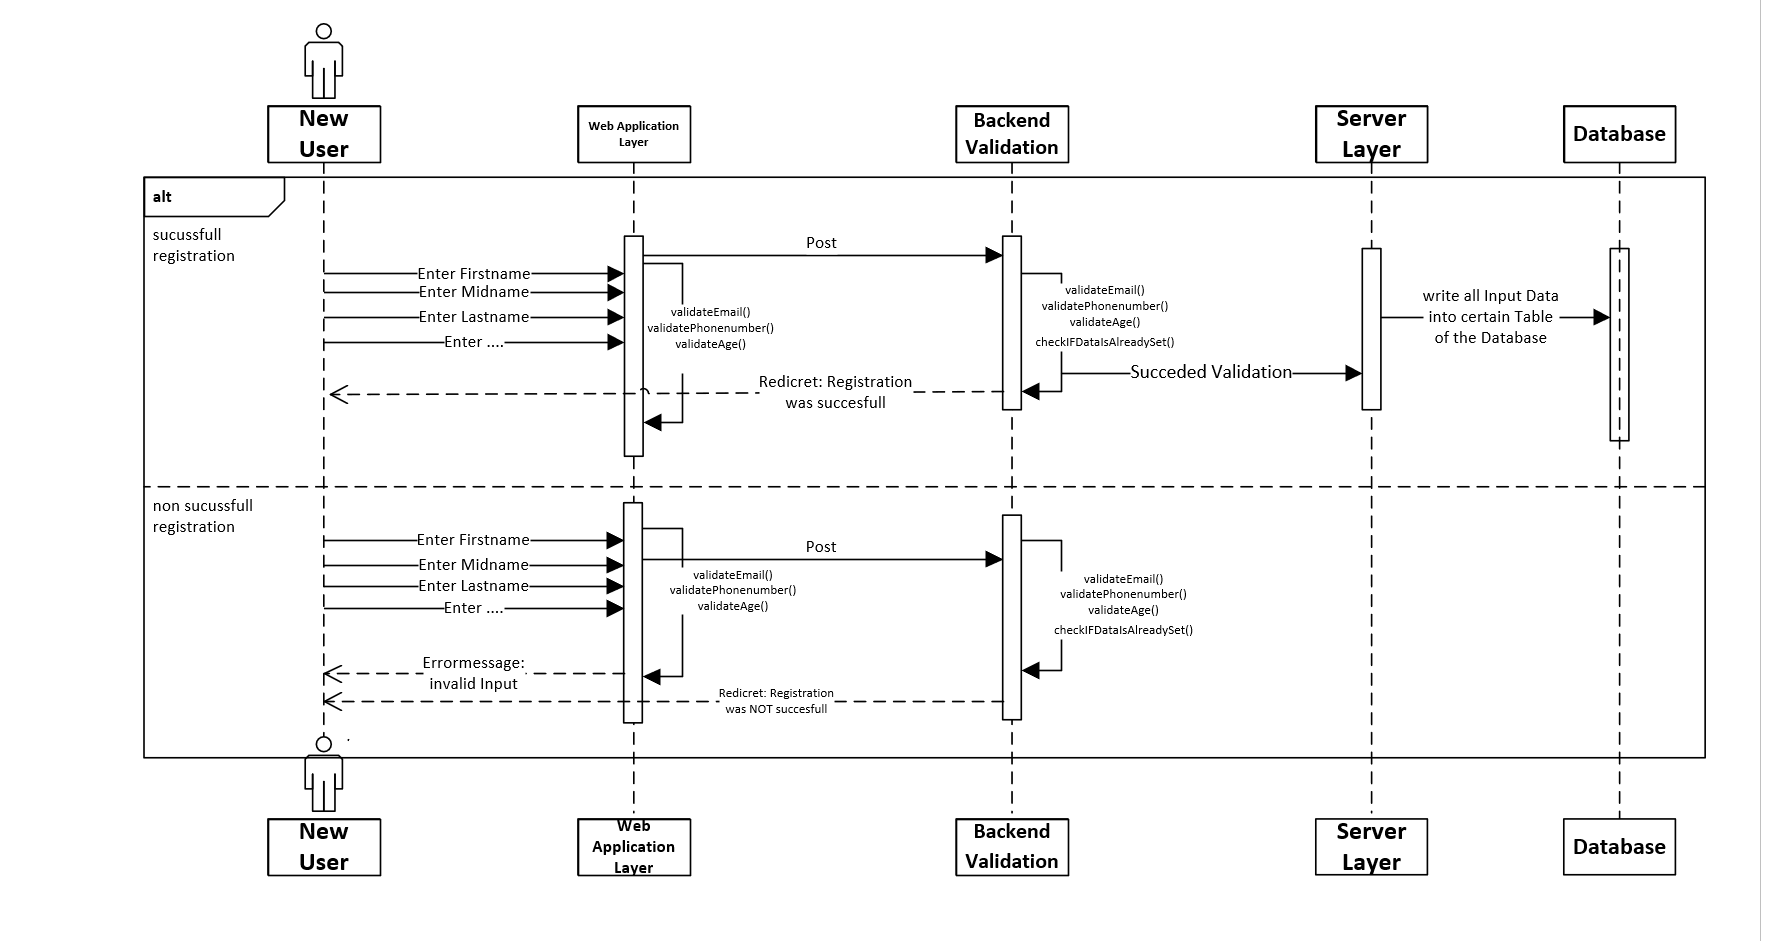 New
User
Web Application
Layer
Backend
Validation
Server
Layer
Database
alt
sucussfull
registration
Post
Enter Firstname
Enter Midname
Enter Lastname
Enter ....
validateEmail()
validatePhonenumber()
validateAge()
validateEmail()
validatePhonenumber()
validateAge()
checkIFDataIsAlreadySet()
write all Input Data
into certain Table
of the Database
Succeded Validation
Redicret: Registration
was succesfull
non sucussfull
registration
Enter Firstname
Enter Midname
Enter Lastname
Enter ....
Post
validateEmail()
validatePhonenumber()
validateAge()
validateEmail()
validatePhonenumber()
validateAge()
checkIFDataIsAlreadySet()
Errormessage:
invalid Input
Redicret: Registration
was NOT succesfull
New
User
Web
Application
Layer
Backend
Validation
Server
Layer
Database